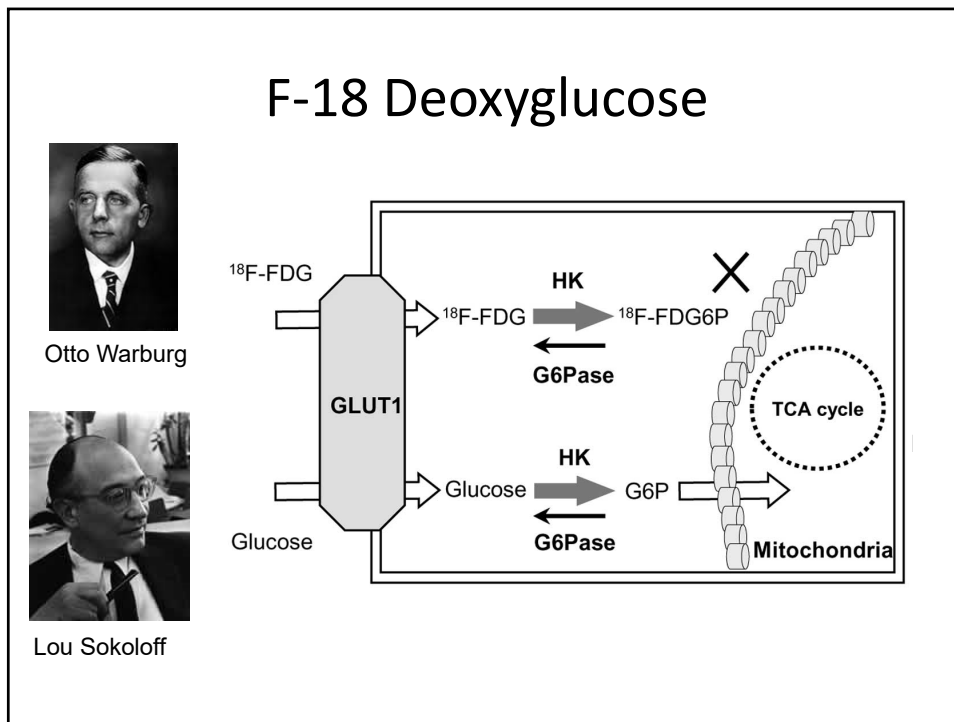 F-18 Deoxyglucose
Otto Warburg
Lou Sokoloff
¹⁸F-FDG
HK
¹⁸F-FDG
¹⁸F-FDG6P
G6Pase
GLUT1
TCA cycle
HK
Glucose
G6P
G6Pase
Glucose
Mitochondria